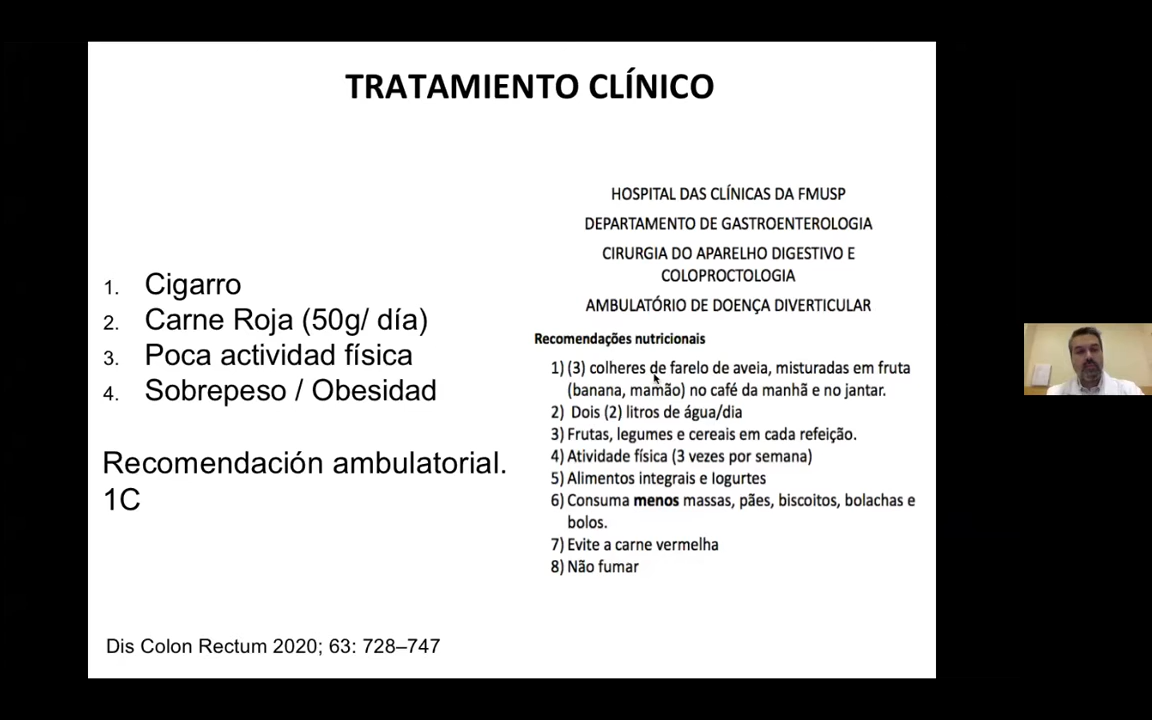 TRATAMIENTO CLÍNICO
1. Cigarro
2. Carne Roja (50g/ día)
3. Poca actividad física
4. Sobrepeso / Obesidad
Recomendación ambulatorial.
1C
Dis Colon Rectum 2020; 63: 728–747
HOSPITAL DAS CLÍNICAS DA FMUSP
DEPARTAMENTO DE GASTROENTEROLOGIA
CIRURGIA DO APARELHO DIGESTIVO E
COLOPROCTOLOGIA
AMBULATÓRIO DE DOENÇA DIVERTICULAR
Recomendações nutricionais
1) (3) colheres de farelo de aveia, misturadas em fruta
(banana, mamão) no café da manhã e no jantar.
2) Dois (2) litros de água/dia
3) Frutas, legumes e cereais em cada refeição.
4) Atividade física (3 vezes por semana)
5) Alimentos integrais e Iogurtes
6) Consuma menos massas, pães, biscoitos, bolachas e
bolos.
7) Evite a carne vermelha
8) Não fumar